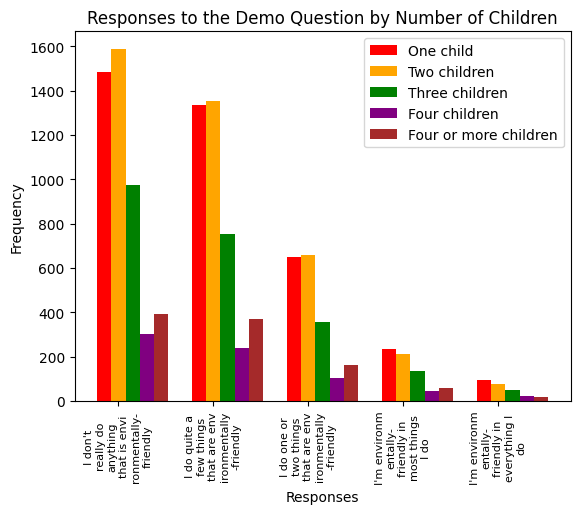 Responses to the Demo Question by Number of Children
One child
Two children
Three children
Four children
Four or more children
Frequency
1600
1400
1200
1000
800
600
400
200
0
I don't
really do
anything
that is envi
ronmentally-
friendly
I do quite a
few things
that are env
ironmentally
-friendly
I do one or
two things
that are env
ironmentally
-friendly
I'm environm
entally-
friendly in
most things
I do
I'm environm
entally-
friendly in
everything I
do
Responses